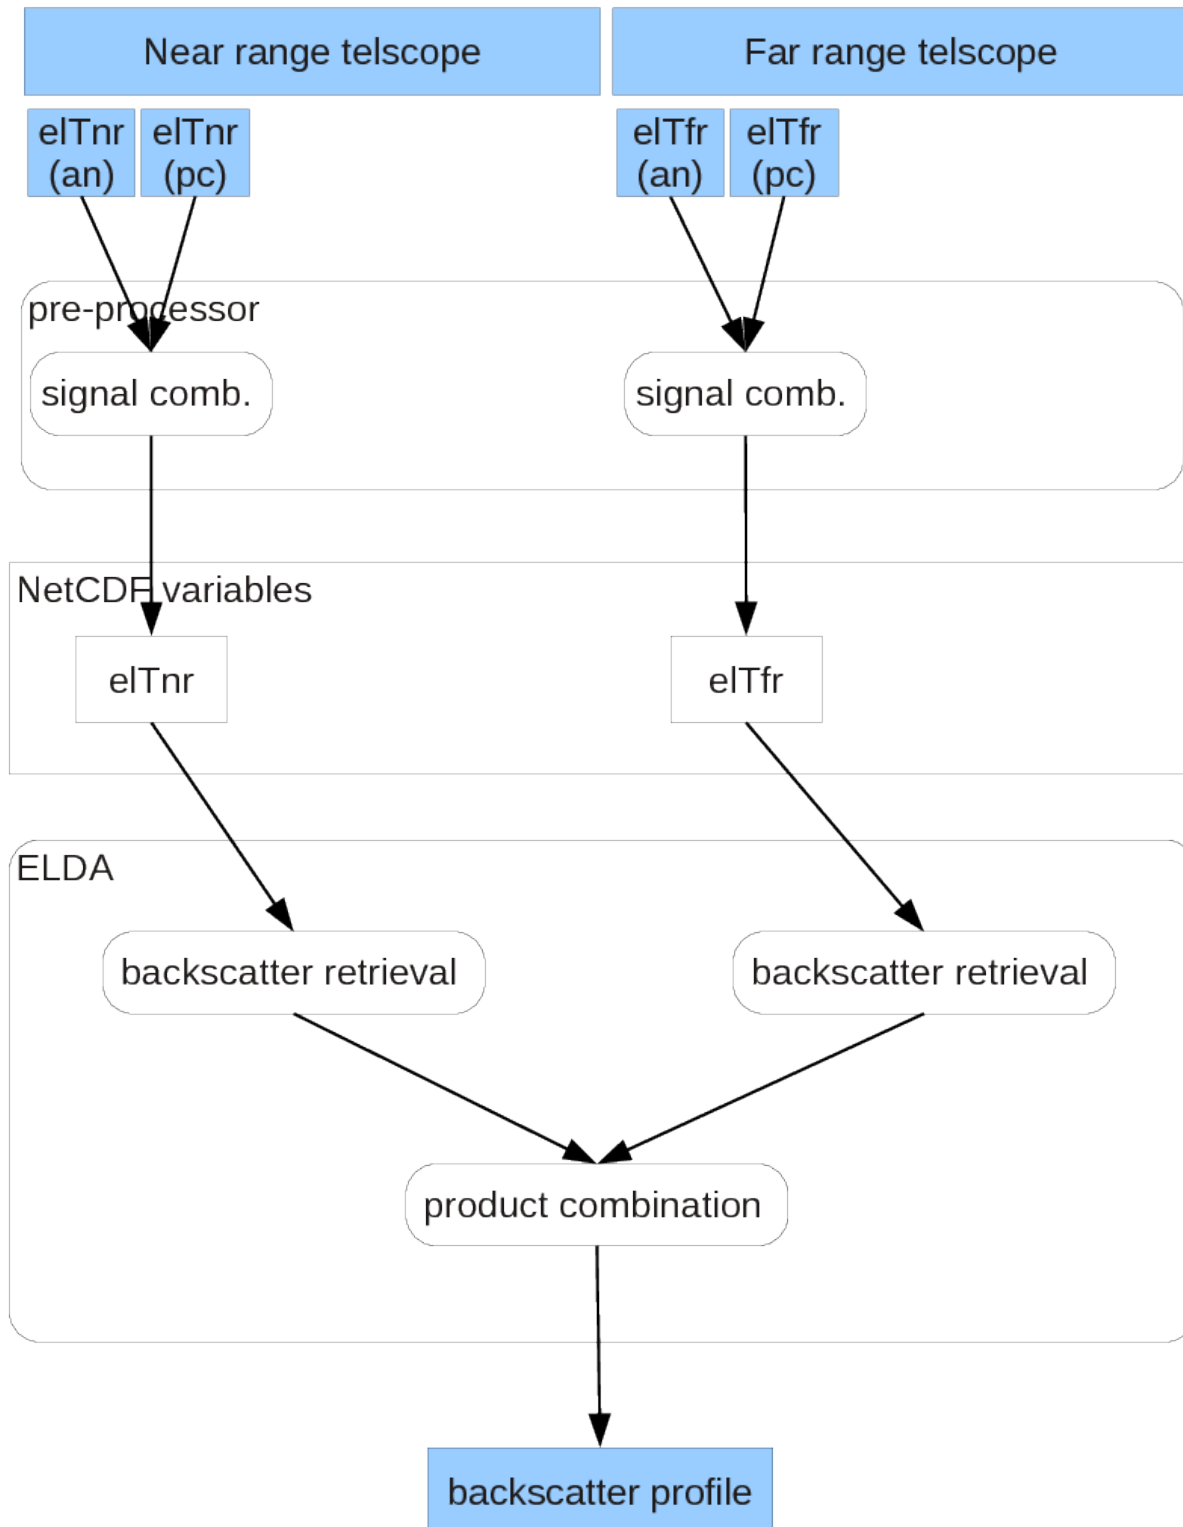 Near range telscope
Far range telscope
elTnr
(an)
elTnr
(pc)
elTfr
(an)
elTfr
(pc)
pre-processor
signal comb.
signal comb.
NetCDF variables
elTnr
elTfr
ELDA
backscatter retrieval
backscatter retrieval
product combination
backscatter profile